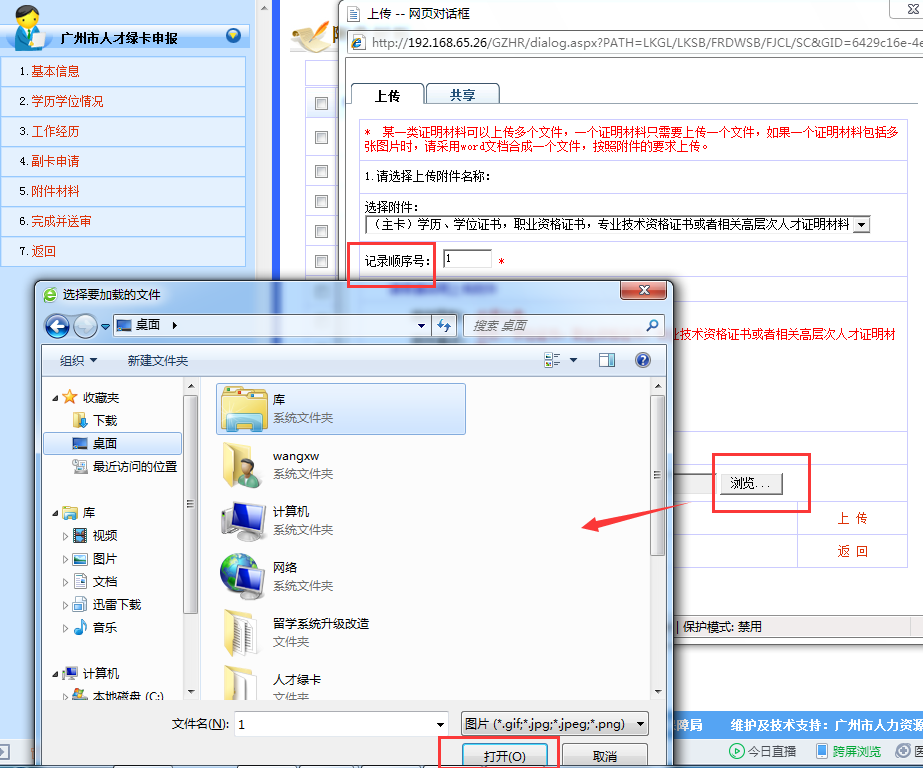 广州市人才绿卡申报
1.基本信息
2.学历学位情况
3.工作经历
4.副卡申请
5.附件材料
6.完成并送审
7.返回
上传 -- 网页对话框
http://192.168.65.26/GZHR/dialog.aspx?PATH=LKGL/LKSB/FRDWSB/FJCL/SC&GID=6429c16e-4e
上传
共享
* 某一类证明材料可以上传多个文件，一个证明材料只需要上传一个文件，如果一个证明材料包括多
张图片时，请采用word文档合成一个文件，按照附件的要求上传。
1.请选择上传附件名称：
选择附件：
（主卡）学历、学位证书，职业资格证书，专业技术资格证书或者相关高层次人才证明材料
记录顺序号： 1 *
技术资格证书或者相关高层次人才证明材
浏览...
上 传
返 回
| 保护模式: 禁用
选择要加载的文件
桌面
搜索 桌面
组织
新建文件夹
收藏夹
下载
桌面
最近访问的位置
库
视频
图片
文档
迅雷下载
音乐
计算机
本地磁盘 (C:)
库
系统文件夹
wangxw
系统文件夹
计算机
系统文件夹
网络
系统文件夹
留学系统升级改造
文件夹
人才绿卡
文件夹
文件名(N): 1
图片 (*.gif;*.jpg;*.jpeg;*.png)
打开(O)
取消
障局 维护及技术支持：广州市人力资源
今日直播
跨屏浏览